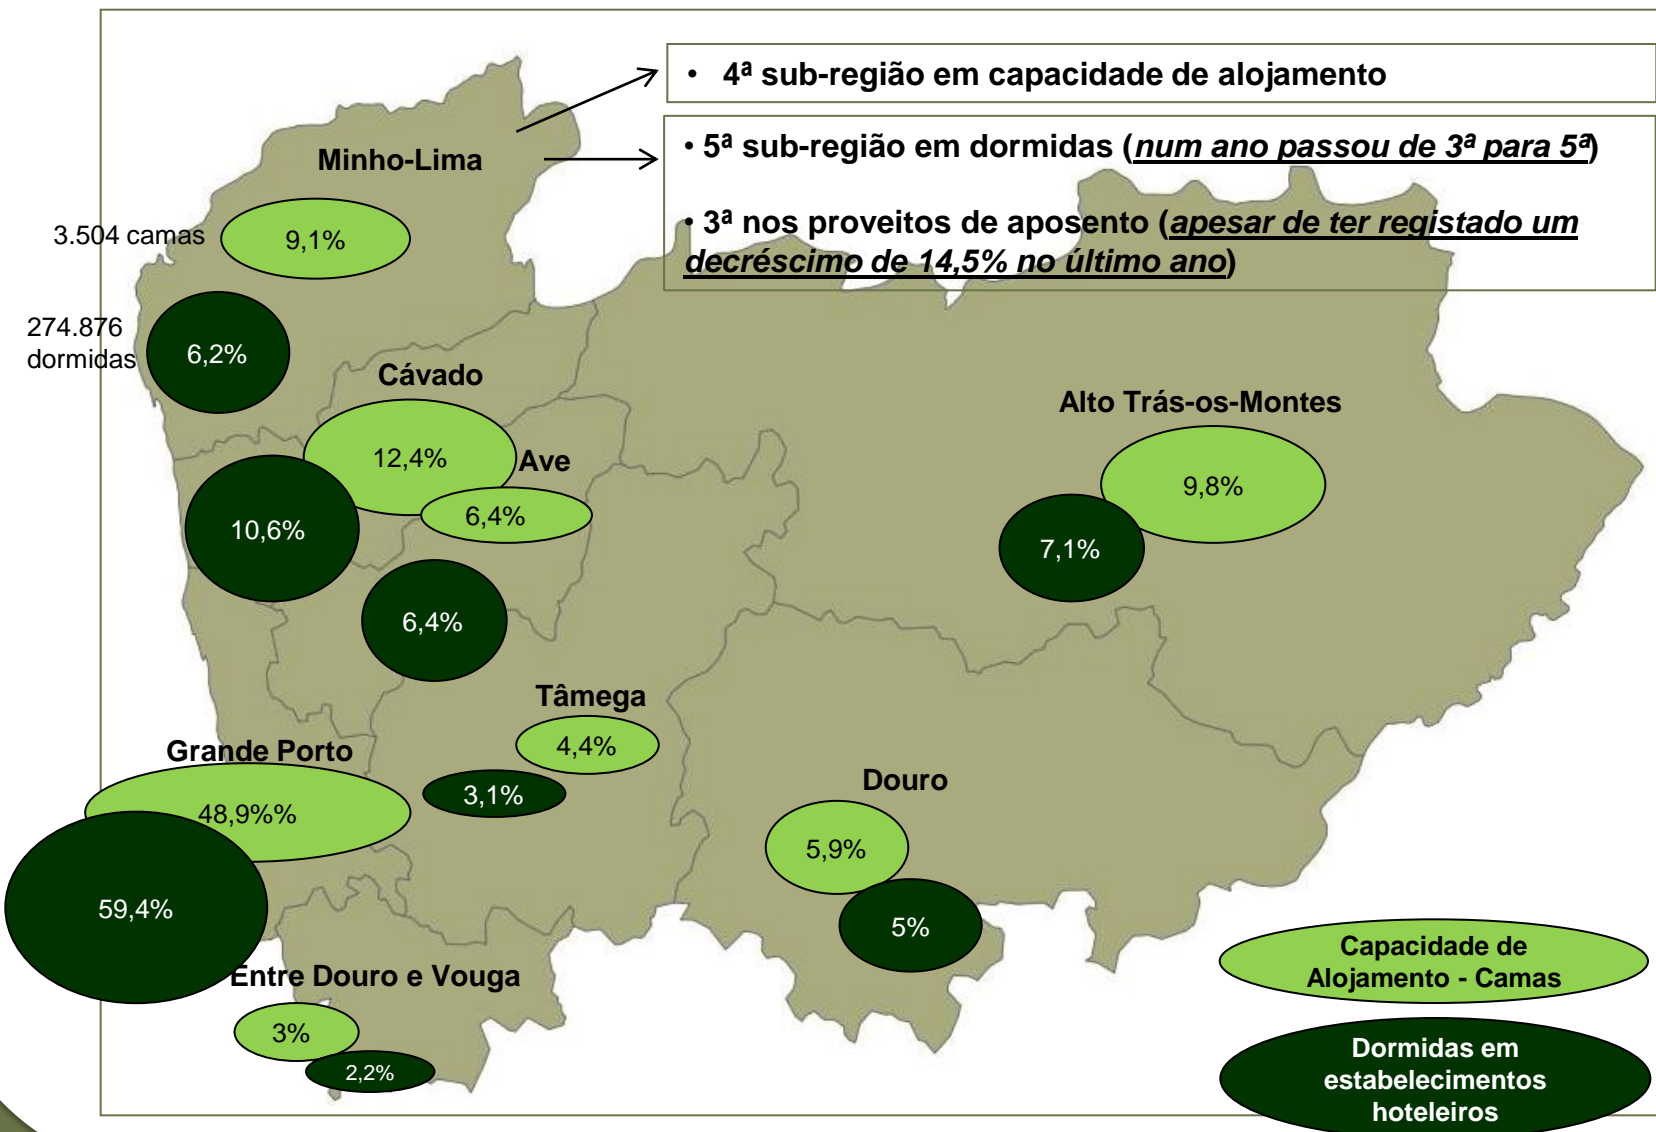 • 4ª sub-região em capacidade de alojamento
• 5ª sub-região em dormidas (num ano passou de 3ª para 5ª)
• 3ª nos proveitos de aposento (apesar de ter registado um
decréscimo de 14,5% no último ano)
Minho-Lima
3.504 camas
9,1%
274.876
dormidas
6,2%
Cávado
12,4%
10,6%
Ave
6,4%
6,4%
Alto Trás-os-Montes
9,8%
7,1%
Tâmega
4,4%
3,1%
Grande Porto
48,9%%
59,4%
Douro
5,9%
5%
Entre Douro e Vouga
3%
2,2%
Capacidade de
Alojamento - Camas
Dormidas em
estabelecimentos
hoteleiros